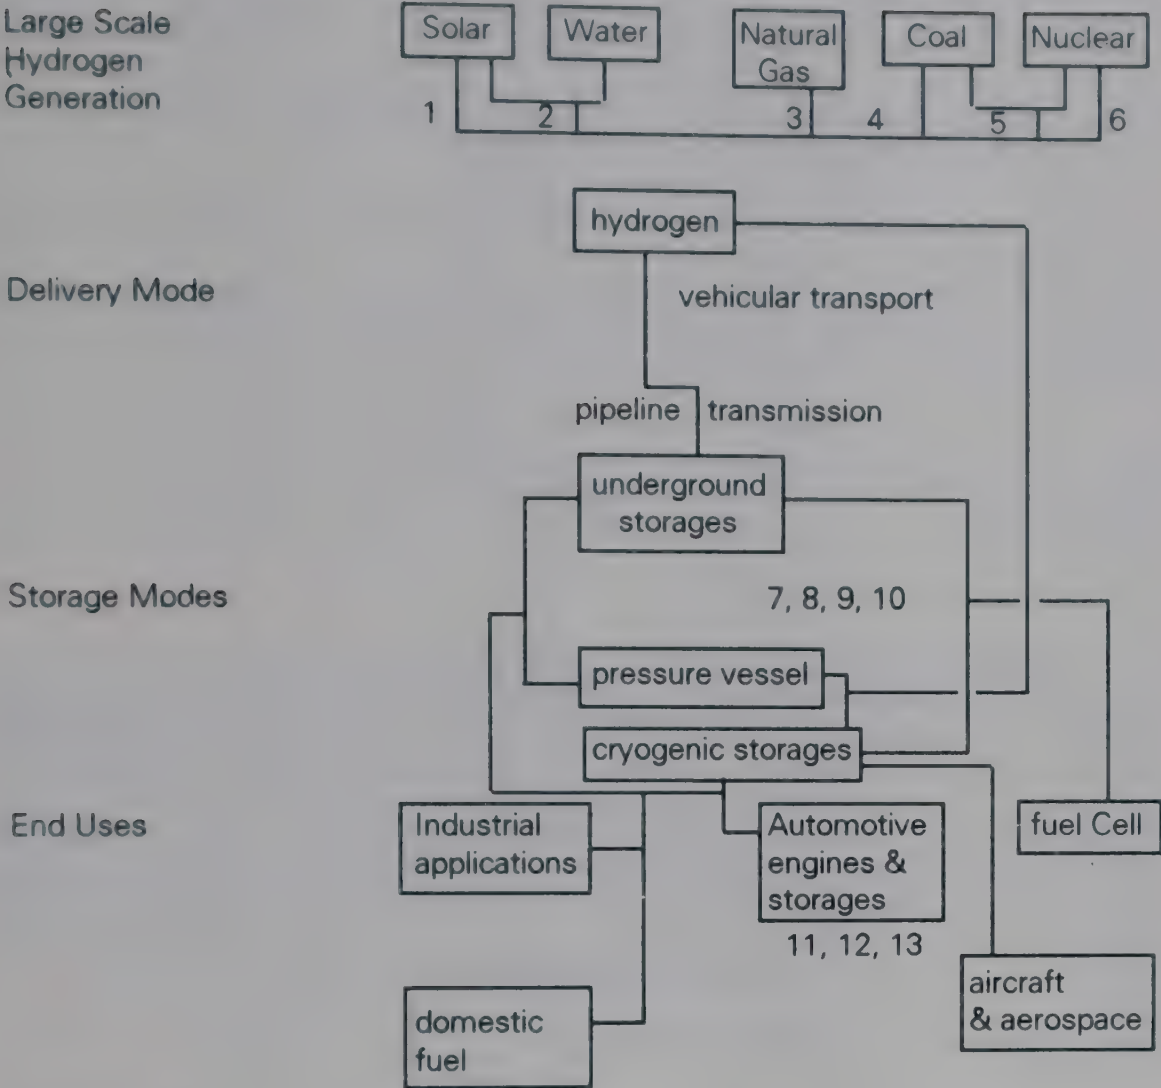 Large Scale
Hydrogen
Generation
Solar
Water
Natural
Gas
Coal
Nuclear
1
2
3
4
5
6
hydrogen
Delivery Mode
vehicular transport
pipeline transmission
underground
storages
Storage Modes
7, 8, 9, 10
pressure vessel
cryogenic storages
End Uses
Industrial
applications
Automotive
engines &
storages
11, 12, 13
fuel Cell
aircraft
& aerospace
domestic
fuel